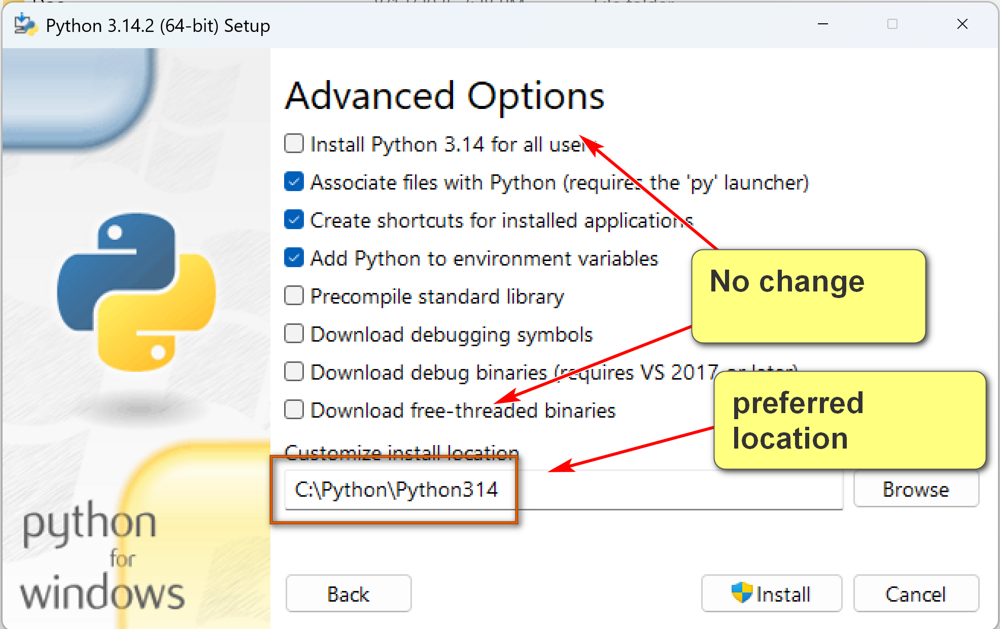 Python 3.14.2 (64-bit) Setup
Advanced Options
Install Python 3.14 for all users
Associate files with Python (requires the 'py' launcher)
Create shortcuts for installed applications
Add Python to environment variables
No change
Precompile standard library
Download debugging symbols
Download debug binaries (requires VS 2017 or later)
preferred
location
Download free-threaded binaries
Customize install location
C:\Python\Python314
Browse
python
for
windows
Back
Install
Cancel